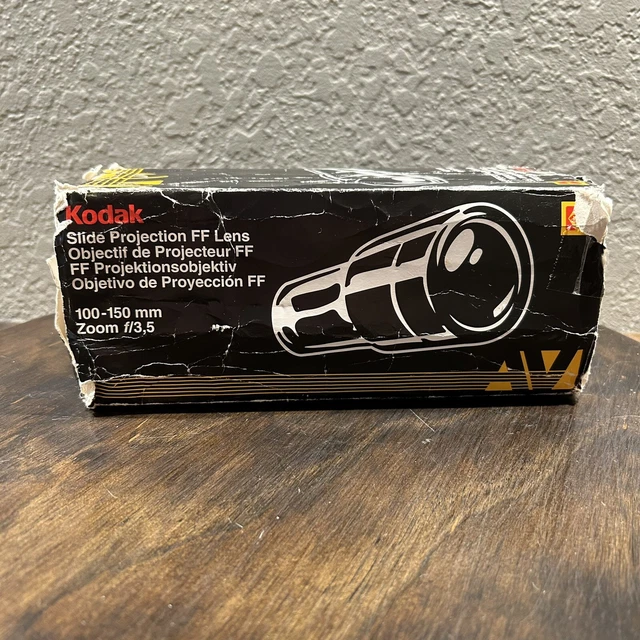 Kodak
Slide Projection FF Lens
Objectif de Projecteur FF
FF Projektionsobjektiv
Objetivo de Proyección FF
100-150 mm
Zoom f/3,5